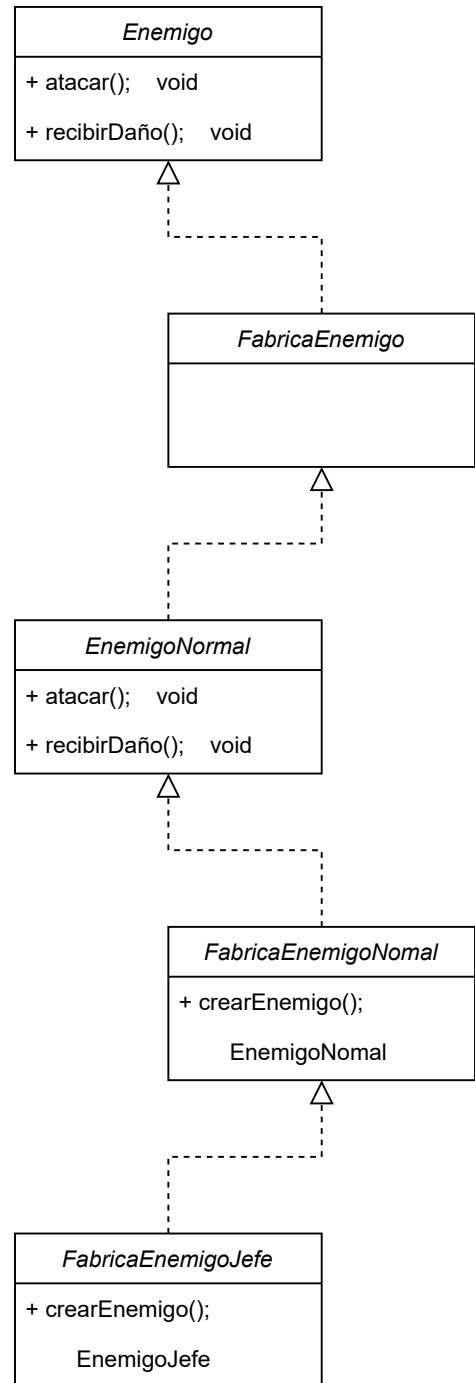 Enemigo
+ atacar(); void
+ recibirDaño(); void
FabricaEnemigo
EnemigoNormal
+ atacar(); void
+ recibirDaño(); void
FabricaEnemigoNomal
+ crearEnemigo();
EnemigoNomal
FabricaEnemigoJefe
+ crearEnemigo();
EnemigoJefe